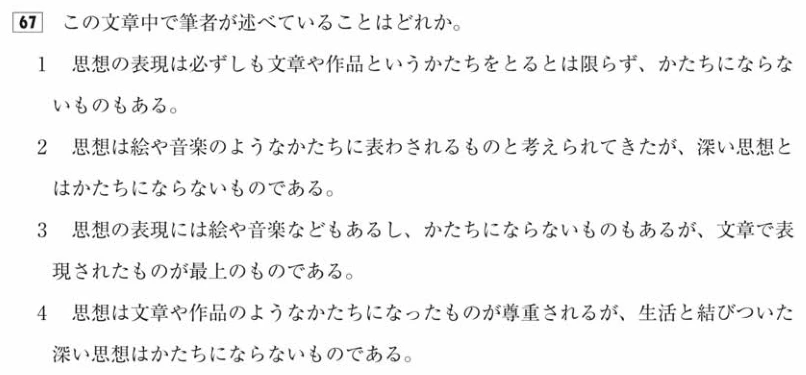 67 この文章中で筆者が述べていることはどれか。
1 思想の表現は必ずしも文章や作品というかたちをとるとは限らず、かたちにならな
いものもある。
2 思想は絵や音楽のようなかたちに表わされるものと考えられてきたが、深い思想と
はかたちにならないものである。
3 思想の表現には絵や音楽などもあるし、かたちにならないものもあるが、文章で表
現されたものが最上のものである。
4 思想は文章や作品のようなかたちになったものが尊重されるが、生活と結びついた
深い思想はかたちにならないものである。